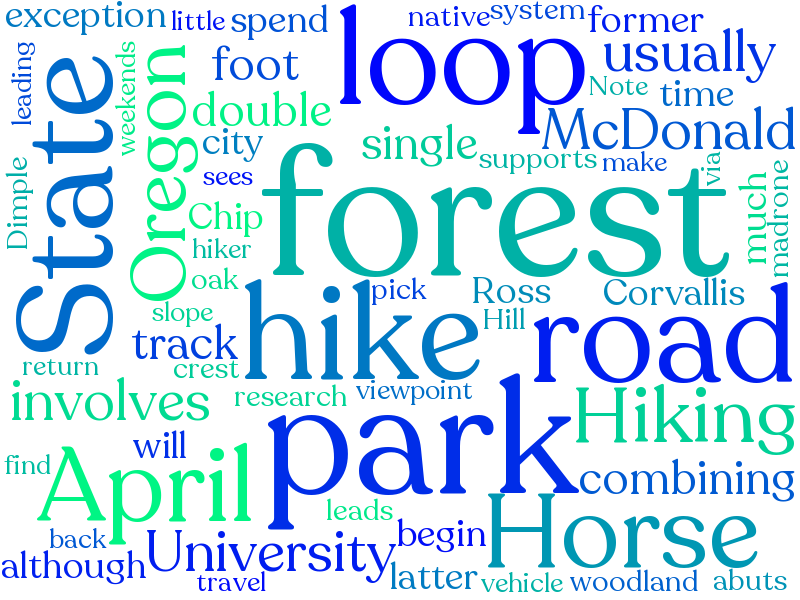 exception
little
spend
native
system
former
leading
State
weekends
Oregon
foot
loop
usually
Note
time
double
McDonald
city
single
supports
make
via
Dimple
sees
forest
much
madrone
Chip
hiker
oak
hike
pick
Ross
Corvallis
road
slope
Hill
track
return
crest
research
viewpoint
involves
park
Hiking
will
find
April
combining
leads
Horse
back
begin
although
University
travel
latter
vehicle
woodland
abuts